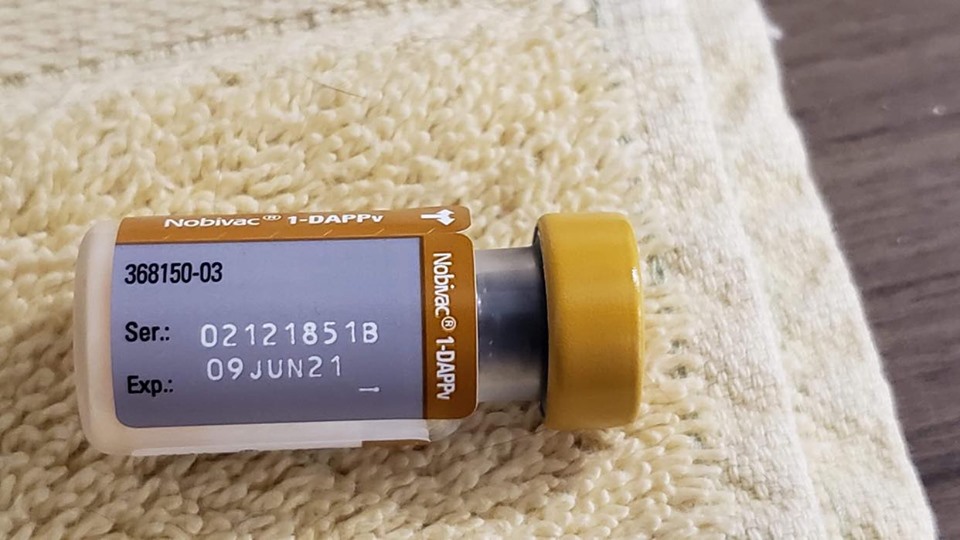 Nobivac® 1-DAPPv
368150-03
Ser.: 02121851B
Exp.: 09JUN21
Nobivac® 1-DAPPv